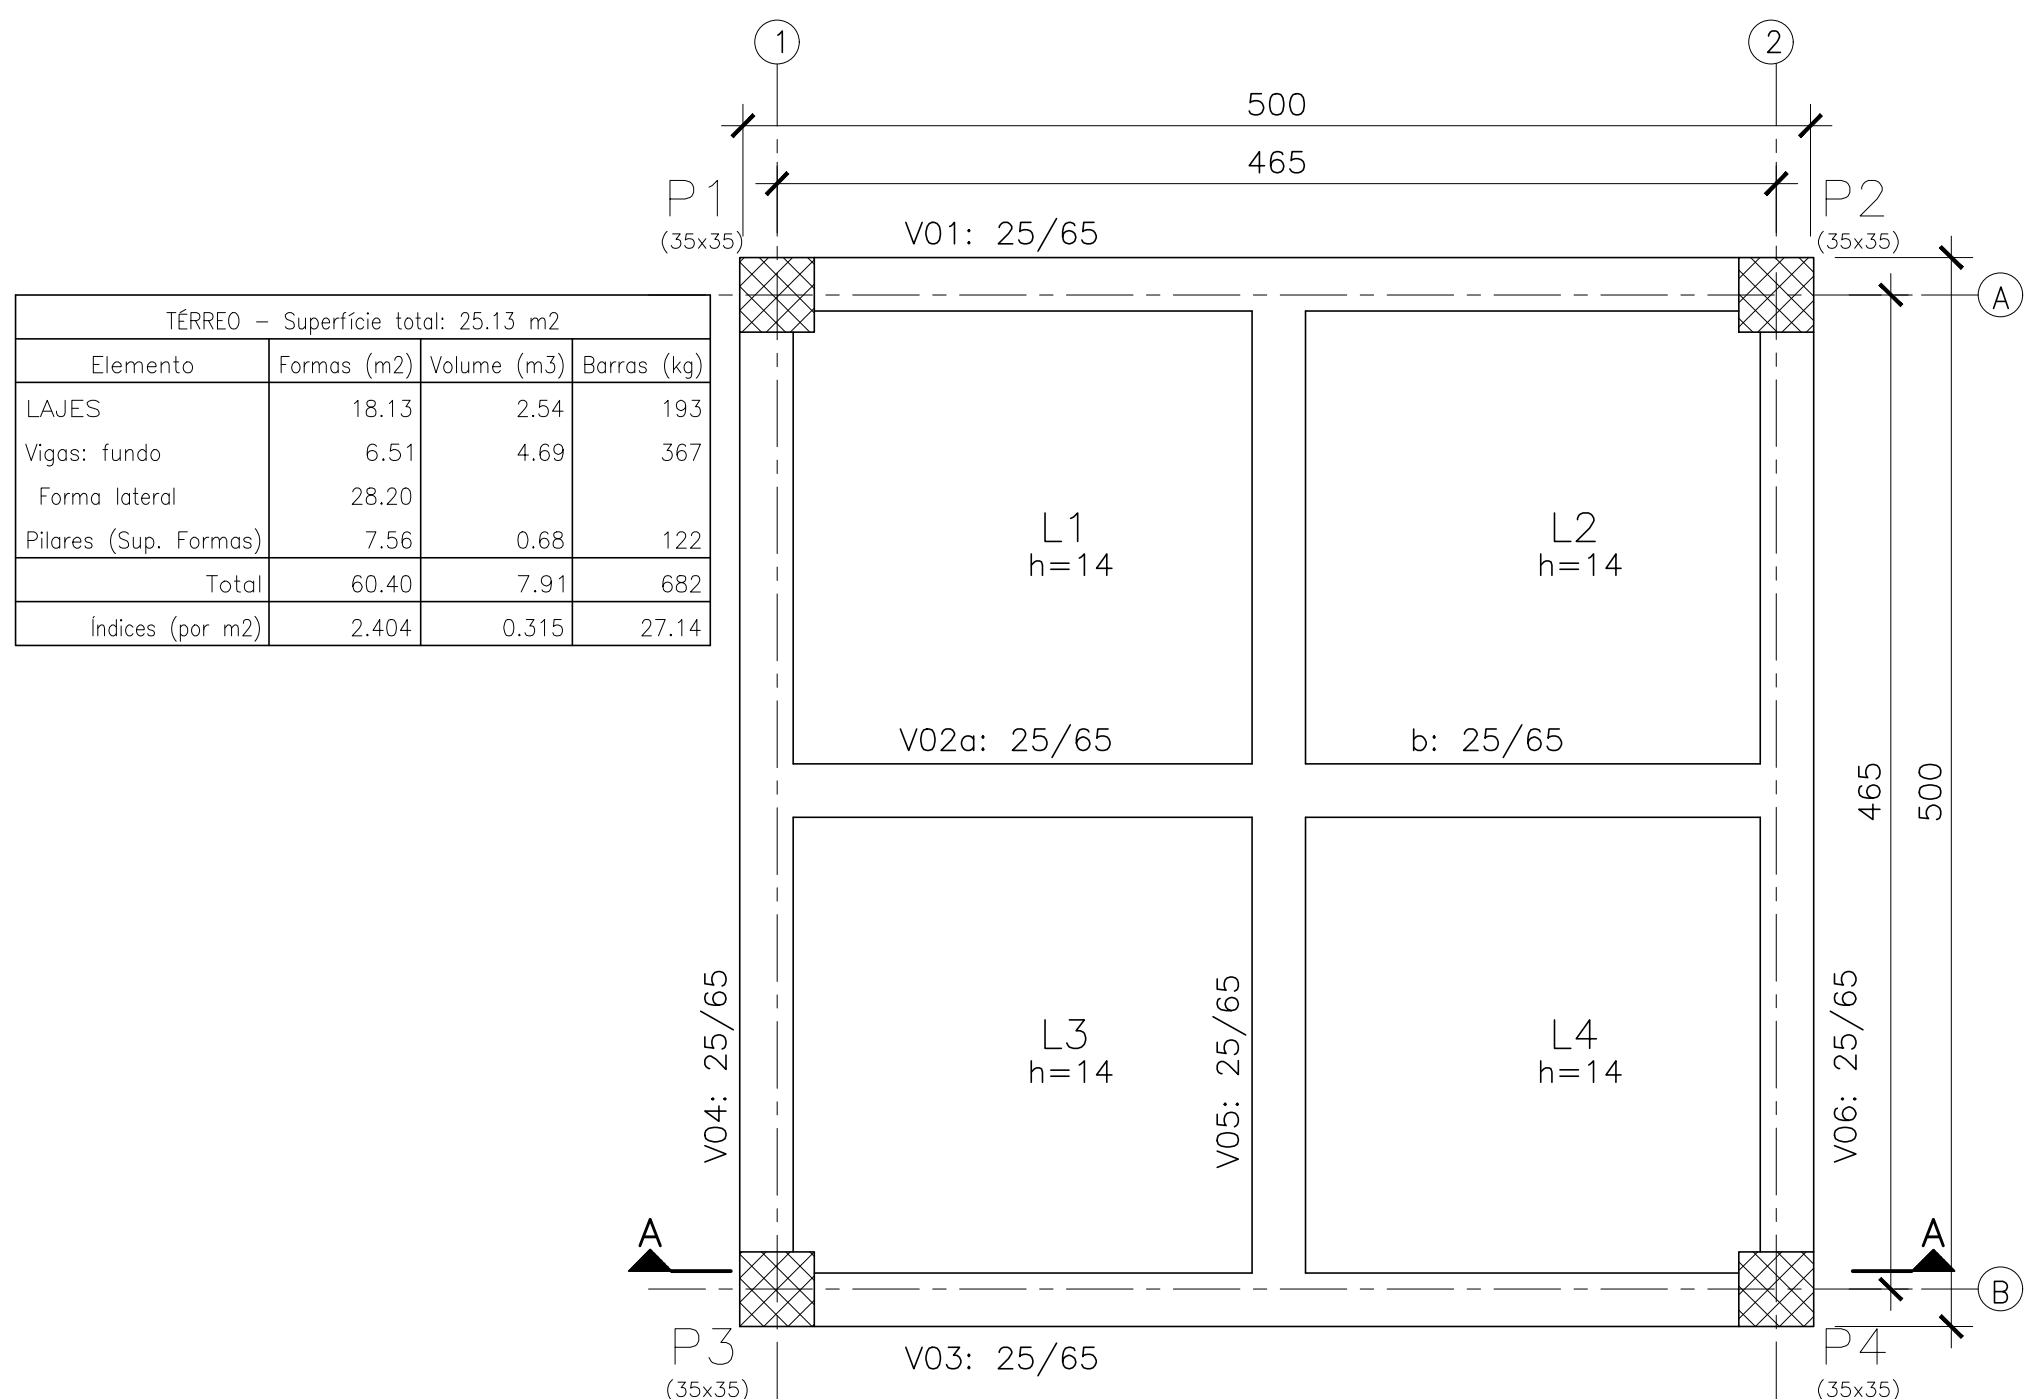 1
2
500
465
P1
(35x35)
P2
(35x35)
V01: 25/65
A
TÉRREO – Superfície total: 25.13 m2
Elemento Formas (m2) Volume (m3) Barras (kg)
LAJES 18.13 2.54 193
Vigas: fundo 6.51 4.69 367
Forma lateral 28.20
Pilares (Sup. Formas) 7.56 0.68 122
Total 60.40 7.91 682
Índices (por m2) 2.404 0.315 27.14
L1
h=14
L2
h=14
V02a: 25/65
b: 25/65
465
500
V04: 25/65
L3
h=14
V05: 25/65
L4
h=14
V06: 25/65
A
A
B
P3
(35x35)
V03: 25/65
P4
(35x35)